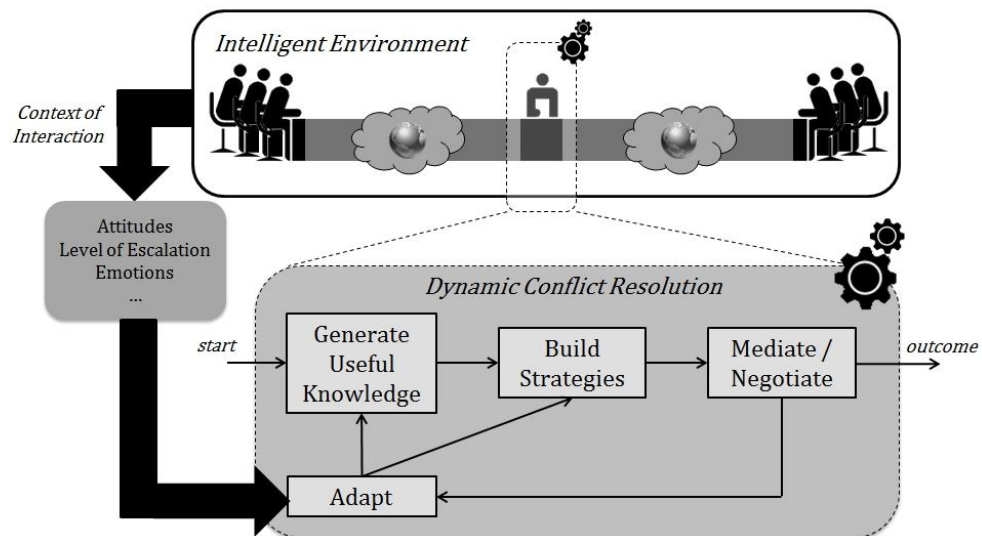 Intelligent Environment
Context of
Interaction
Attitudes
Level of Escalation
Emotions
...
Dynamic Conflict Resolution
start
Generate
Useful
Knowledge
Build
Strategies
Mediate /
Negotiate
outcome
Adapt